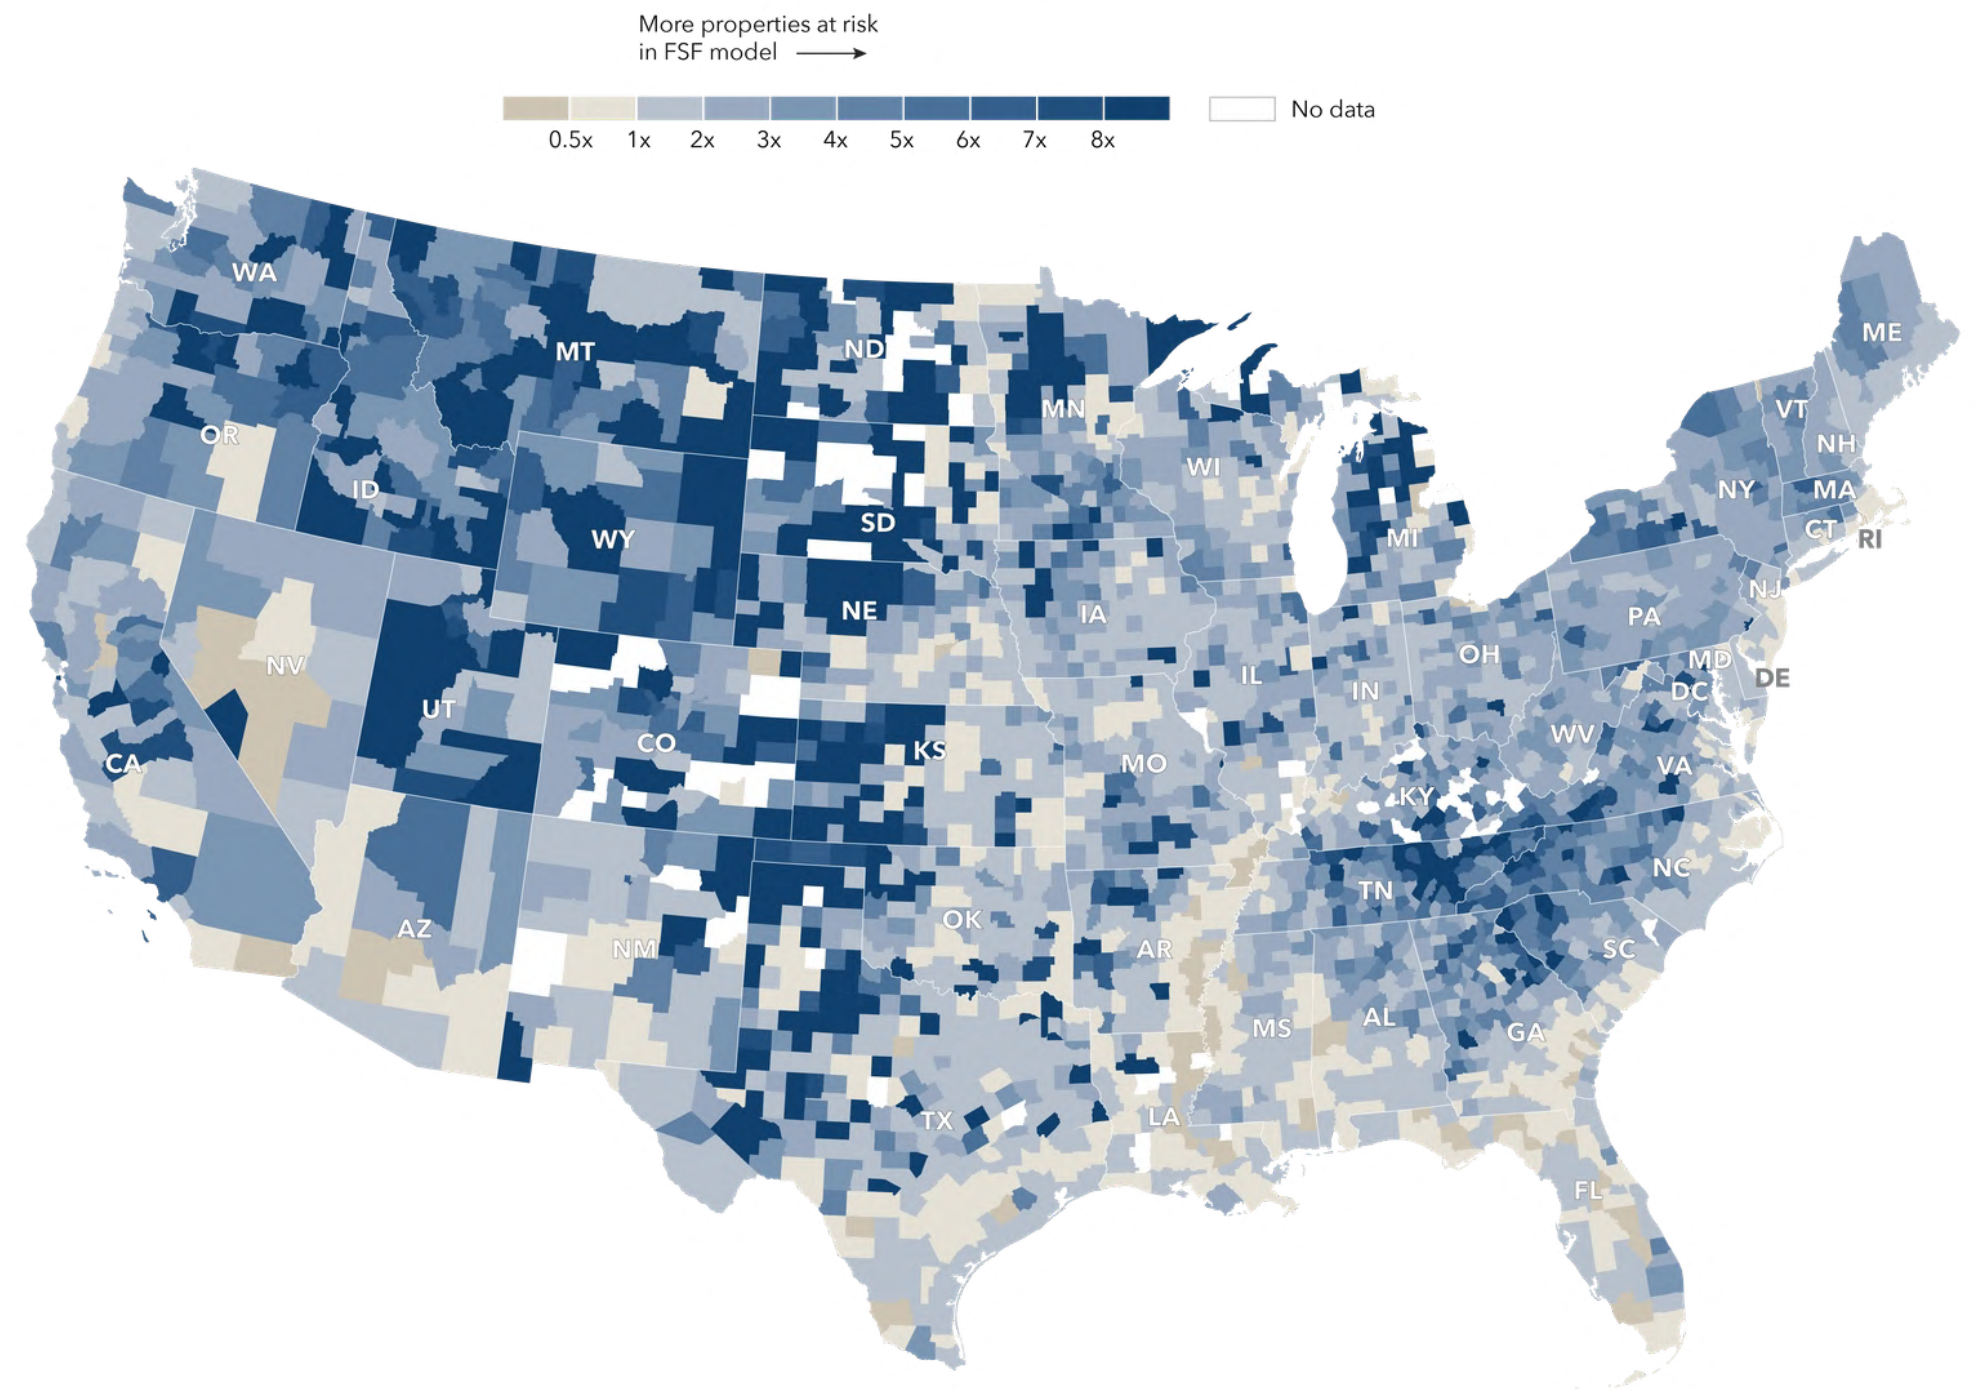 More properties at risk
in FSF model
0.5x 1x 2x 3x 4x 5x 6x 7x 8x No data
WA
MT
ND
MN
ME
OR
ID
WY
SD
WI
MI
VT
NH
NY
MA
CT
RI
NV
UT
CO
NE
IA
IL
IN
OH
PA
NJ
MD
DE
DC
CA
KS
MO
KY
WV
VA
AZ
NM
OK
AR
TN
NC
SC
TX
LA
MS
AL
GA
FL